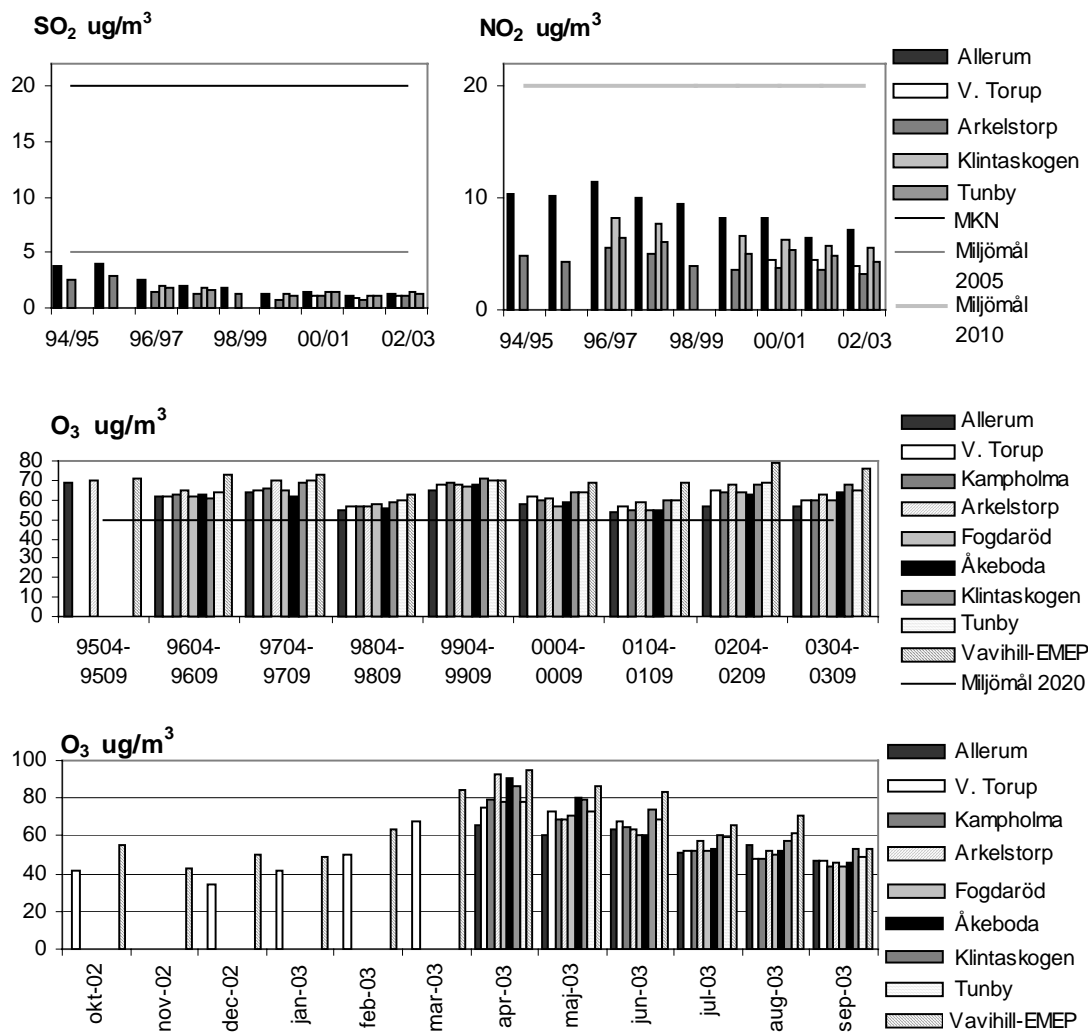 SO2 ug/m3
20
15
10
5
0
94/95 96/97 98/99 00/01 02/03
NO2 ug/m3
20
10
0
94/95 96/97 98/99 00/01 02/03
Allerum
V. Torup
Arkelstorp
Klintaskogen
Tunby
MKN
Miljömål
2005
Miljömål
2010
O3 ug/m3
80
70
60
50
40
30
20
10
0
9504-
9509
9604-
9609
9704-
9709
9804-
9809
9904-
9909
0004-
0009
0104-
0109
0204-
0209
0304-
0309
Allerum
V. Torup
Kampholma
Arkelstorp
Fogdaröd
Åkeboda
Klintaskogen
Tunby
Vavihill-EMEP
Miljömål 2020
O3 ug/m3
100
80
60
40
20
0
okt-02
nov-02
dec-02
jan-03
feb-03
mar-03
apr-03
maj-03
jun-03
jul-03
aug-03
sep-03
Allerum
V. Torup
Kampholma
Arkelstorp
Fogdaröd
Åkeboda
Klintaskogen
Tunby
Vavihill-EMEP